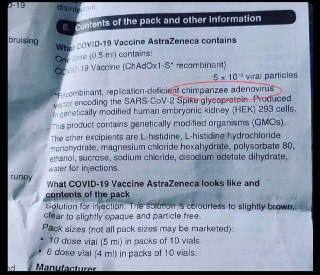 -19
disinfectant
bruising
6. Contents of the pack and other information
What COVID-19 Vaccine AstraZeneca contains
One dose (0.5 ml) contains:
COVID-19 Vaccine (ChAdOx1-S* recombinant)
5 × 10¹⁰ viral particles
*Recombinant, replication-deficient chimpanzee adenovirus
vector encoding the SARS-CoV-2 Spike glycoprotein. Produced
in genetically modified human embryonic kidney (HEK) 293 cells.
This product contains genetically modified organisms (GMOs).
The other excipients are L-histidine, L-histidine hydrochloride
monohydrate, magnesium chloride hexahydrate, polysorbate 80,
ethanol, sucrose, sodium chloride, disodium edetate dihydrate,
water for injections.
runny
What COVID-19 Vaccine AstraZeneca looks like and
contents of the pack
Solution for injection. The solution is colourless to slightly brown,
clear to slightly opaque and particle free.
Pack sizes (not all pack sizes may be marketed):
• 10 dose vial (5 ml) in packs of 10 vials.
• 8 dose vial (4 ml) in packs of 10 vials.
Manufacturer